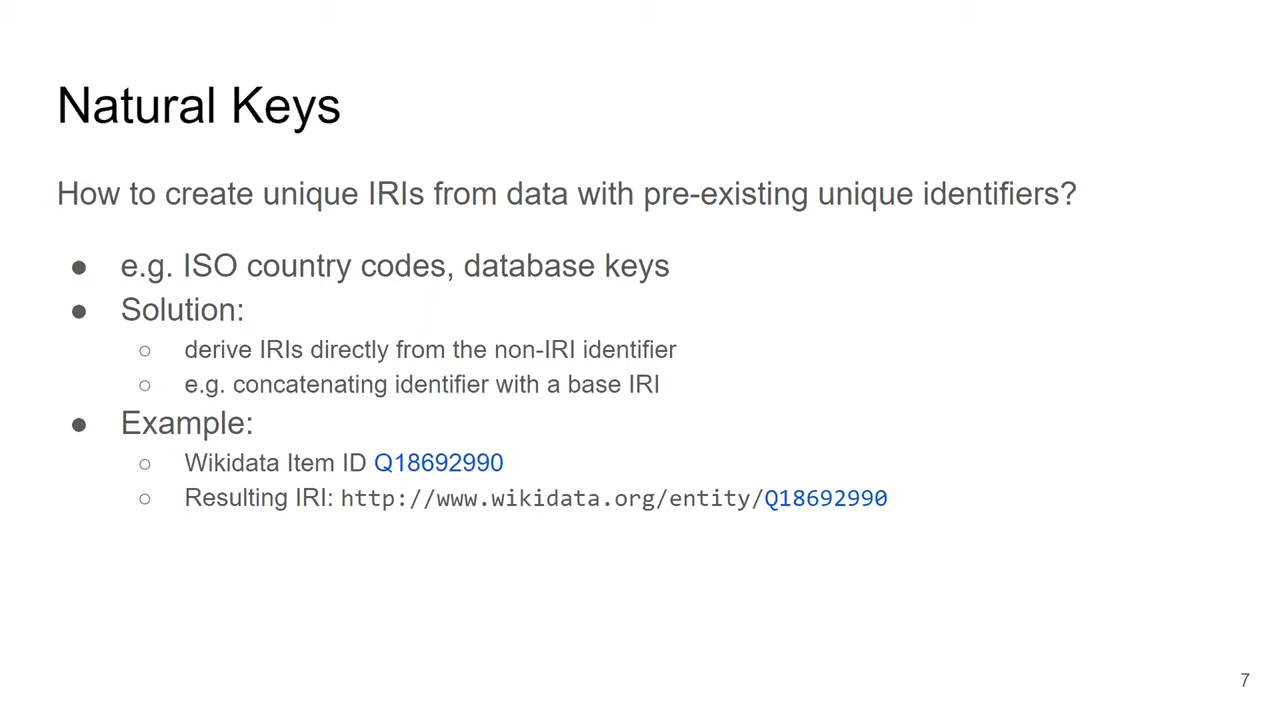 Natural Keys
How to create unique IRIs from data with pre-existing unique identifiers?
● e.g. ISO country codes, database keys
● Solution:
○ derive IRIs directly from the non-IRI identifier
○ e.g. concatenating identifier with a base IRI
● Example:
○ Wikidata Item ID Q18692990
○ Resulting IRI: http://www.wikidata.org/entity/Q18692990
7